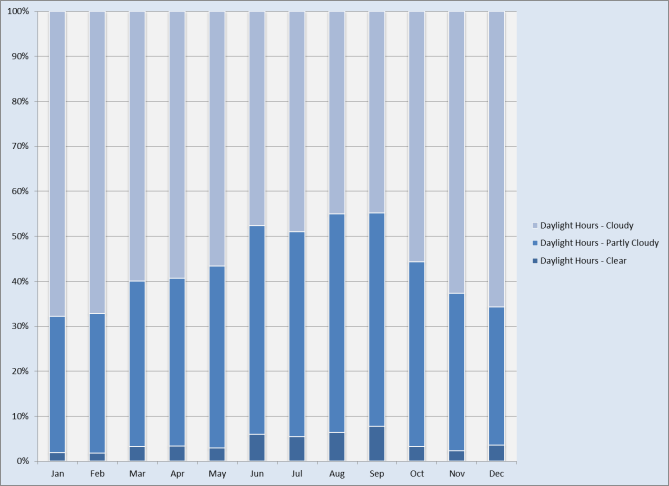 100%
90%
80%
70%
60%
50%
40%
30%
20%
10%
0%
Jan Feb Mar Apr May Jun Jul Aug Sep Oct Nov Dec
Daylight Hours - Cloudy
Daylight Hours - Partly Cloudy
Daylight Hours - Clear